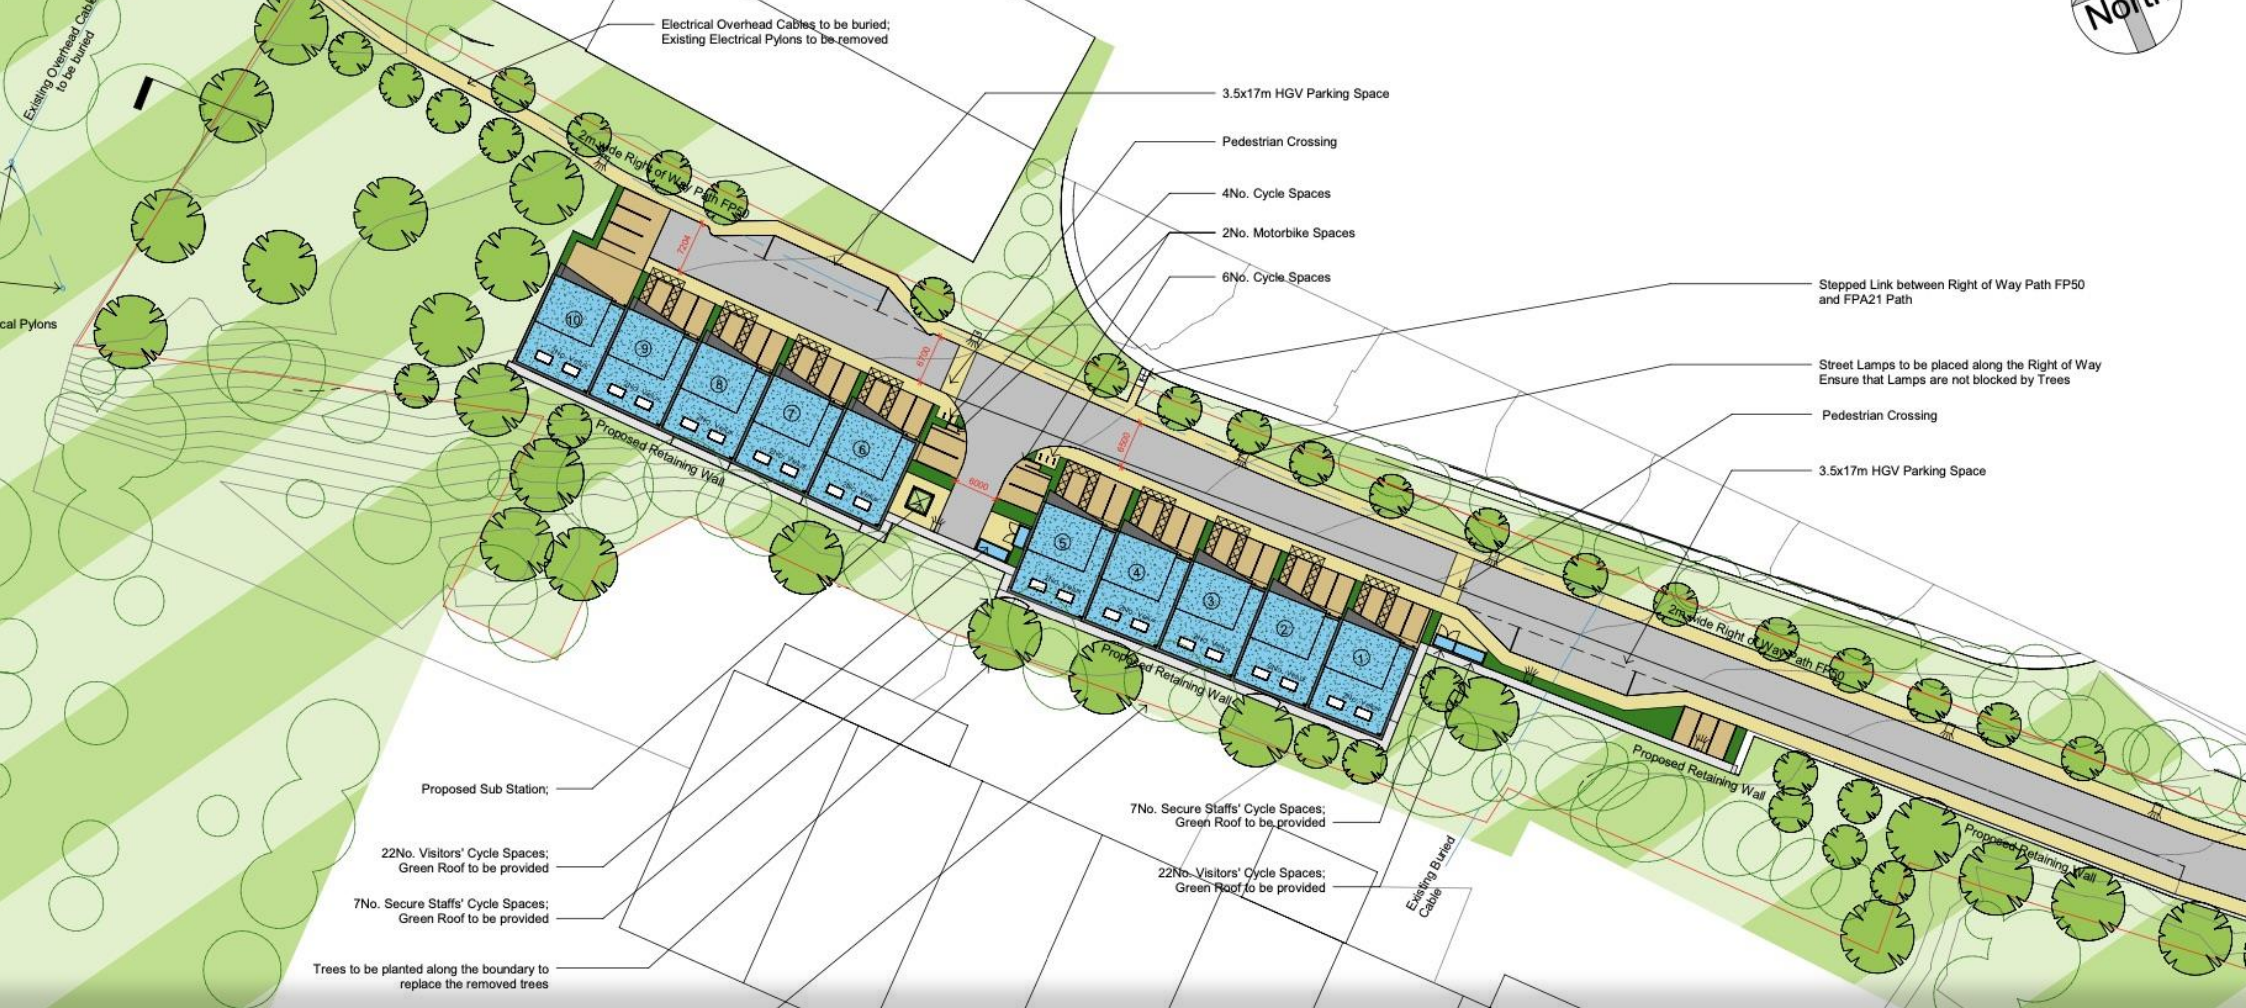 Existing Overhead Cable
to be buried
Electrical Overhead Cables to be buried;
Existing Electrical Pylons to be removed
North
3.5x17m HGV Parking Space
Pedestrian Crossing
4No. Cycle Spaces
2No. Motorbike Spaces
6No. Cycle Spaces
2m wide Right of Way Path FP50
7204
6700
6500
6000
Stepped Link between Right of Way Path FP50
and FPA21 Path
Street Lamps to be placed along the Right of Way
Ensure that Lamps are not blocked by Trees
Pedestrian Crossing
3.5x17m HGV Parking Space
cal Pylons
10
9
8
7
6
5
4
3
2
1
Proposed Retaining Wall
Proposed Retaining Wall
2m wide Right of Way Path FP50
Proposed Retaining Wall
Proposed Retaining Wall
Proposed Sub Station;
22No. Visitors' Cycle Spaces;
Green Roof to be provided
7No. Secure Staffs' Cycle Spaces;
Green Roof to be provided
Trees to be planted along the boundary to
replace the removed trees
7No. Secure Staffs' Cycle Spaces;
Green Roof to be provided
22No. Visitors' Cycle Spaces;
Green Roof to be provided
Existing Buried
Cable